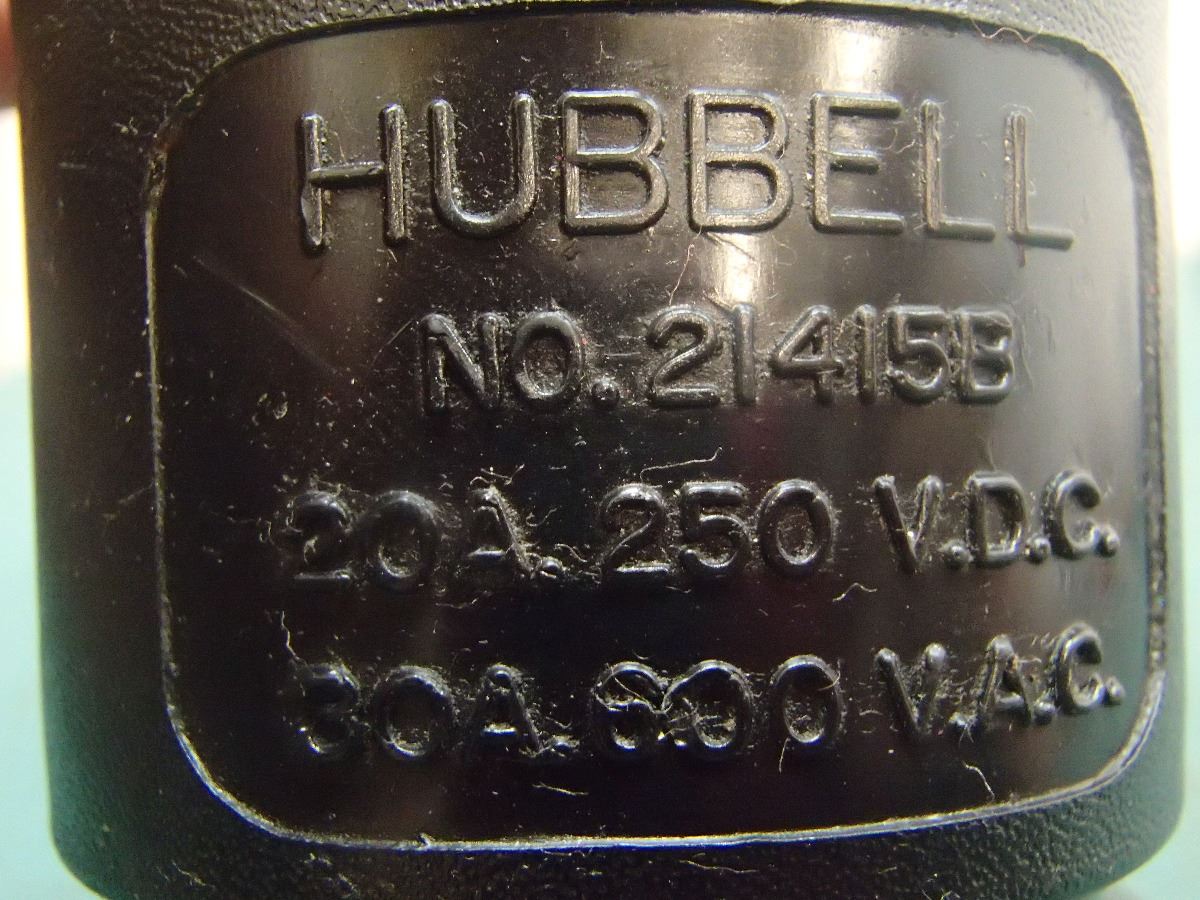 HUBBELL
NO. 21415B
20A. 250 V.D.C.
30A. 600 V.A.C.